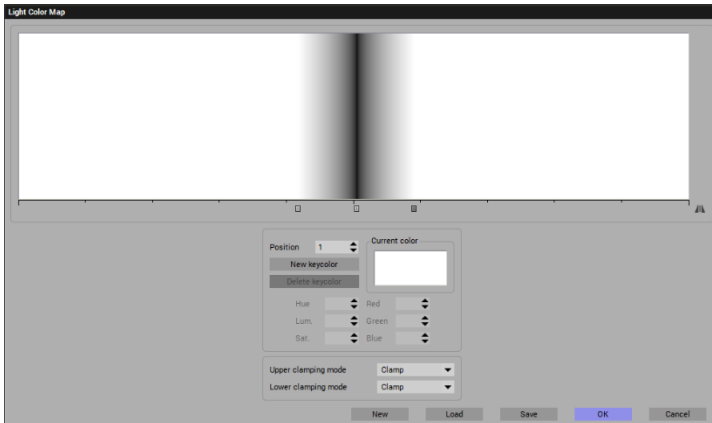 Light Color Map
Position 1 Current color
New keycolor
Delete keycolor
Hue Red
Lum. Green
Sat. Blue
Upper clamping mode Clamp
Lower clamping mode Clamp
New Load Save OK Cancel